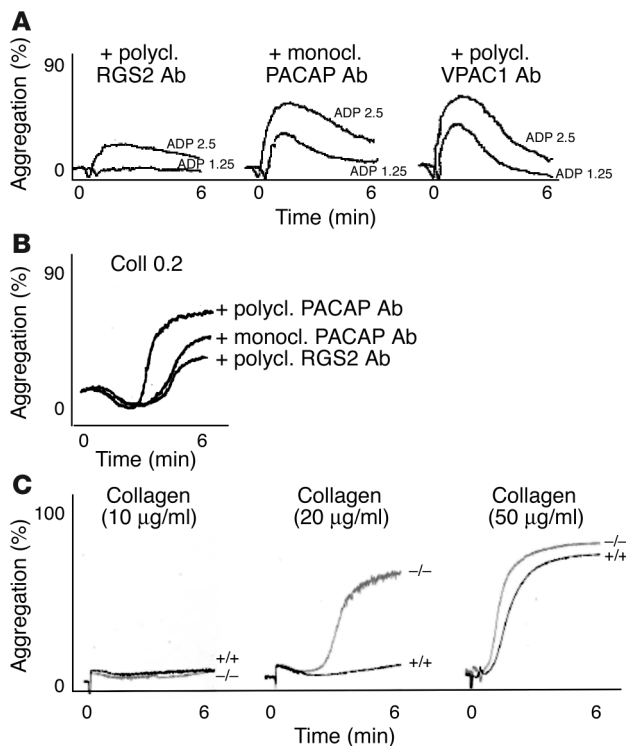 A
+ polycl.
RGS2 Ab
+ monocl.
PACAP Ab
+ polycl.
VPAC1 Ab
Aggregation (%)
90
0
ADP 2.5
ADP 1.25
ADP 2.5
ADP 1.25
ADP 2.5
ADP 1.25
0
6
0
6
0
6
Time (min)
B
Coll 0.2
Aggregation (%)
90
0
+ polycl. PACAP Ab
+ monocl. PACAP Ab
+ polycl. RGS2 Ab
0
6
Time (min)
C
Collagen
(10 µg/ml)
Collagen
(20 µg/ml)
Collagen
(50 µg/ml)
Aggregation (%)
100
0
+/+
–/–
–/–
+/+
–/–
+/+
0
6
0
6
0
6
Time (min)